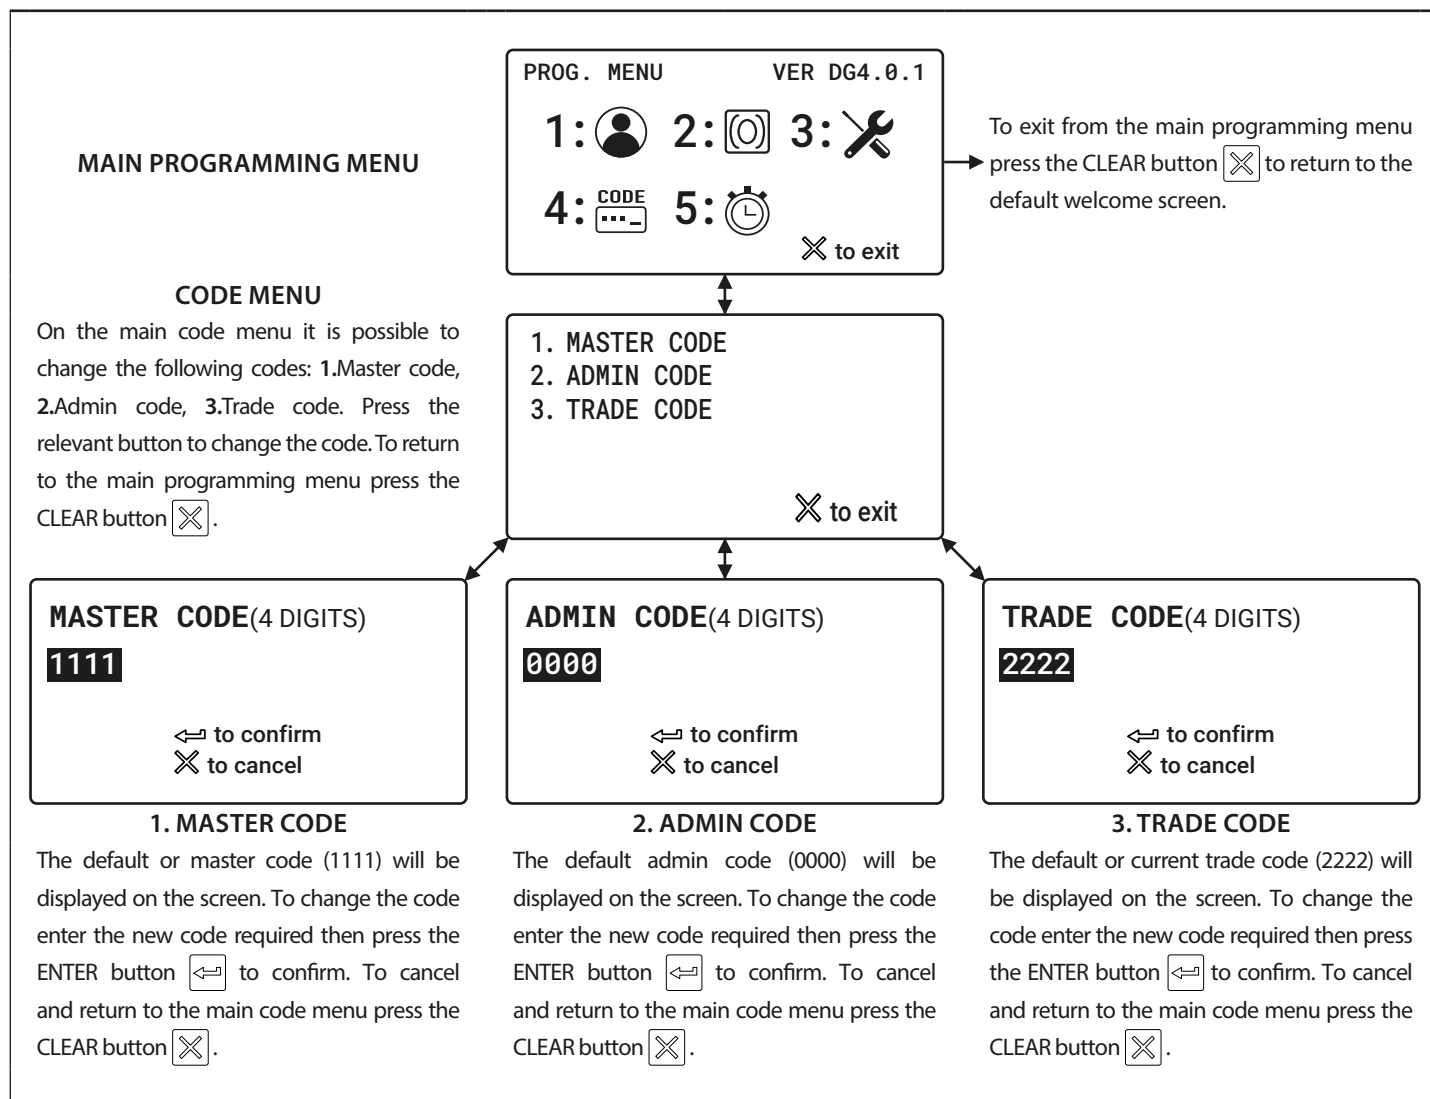 PROG. MENU VER DG4.0.1
1: 2: 3:
4: CODE 5:
to exit
MAIN PROGRAMMING MENU
To exit from the main programming menu
press the CLEAR button to return to the
default welcome screen.
CODE MENU
On the main code menu it is possible to
change the following codes: 1.Master code,
2.Admin code, 3.Trade code. Press the
relevant button to change the code. To return
to the main programming menu press the
CLEAR button .
1. MASTER CODE
2. ADMIN CODE
3. TRADE CODE
to exit
MASTER CODE(4 DIGITS)
1111
to confirm
to cancel
1. MASTER CODE
The default or master code (1111) will be
displayed on the screen. To change the code
enter the new code required then press the
ENTER button to confirm. To cancel
and return to the main code menu press the
CLEAR button .
ADMIN CODE(4 DIGITS)
0000
to confirm
to cancel
2. ADMIN CODE
The default admin code (0000) will be
displayed on the screen. To change the code
enter the new code required then press the
ENTER button to confirm. To cancel
and return to the main code menu press the
CLEAR button .
TRADE CODE(4 DIGITS)
2222
to confirm
to cancel
3. TRADE CODE
The default or current trade code (2222) will
be displayed on the screen. To change the
code enter the new code required then press
the ENTER button to confirm. To cancel
and return to the main code menu press the
CLEAR button .